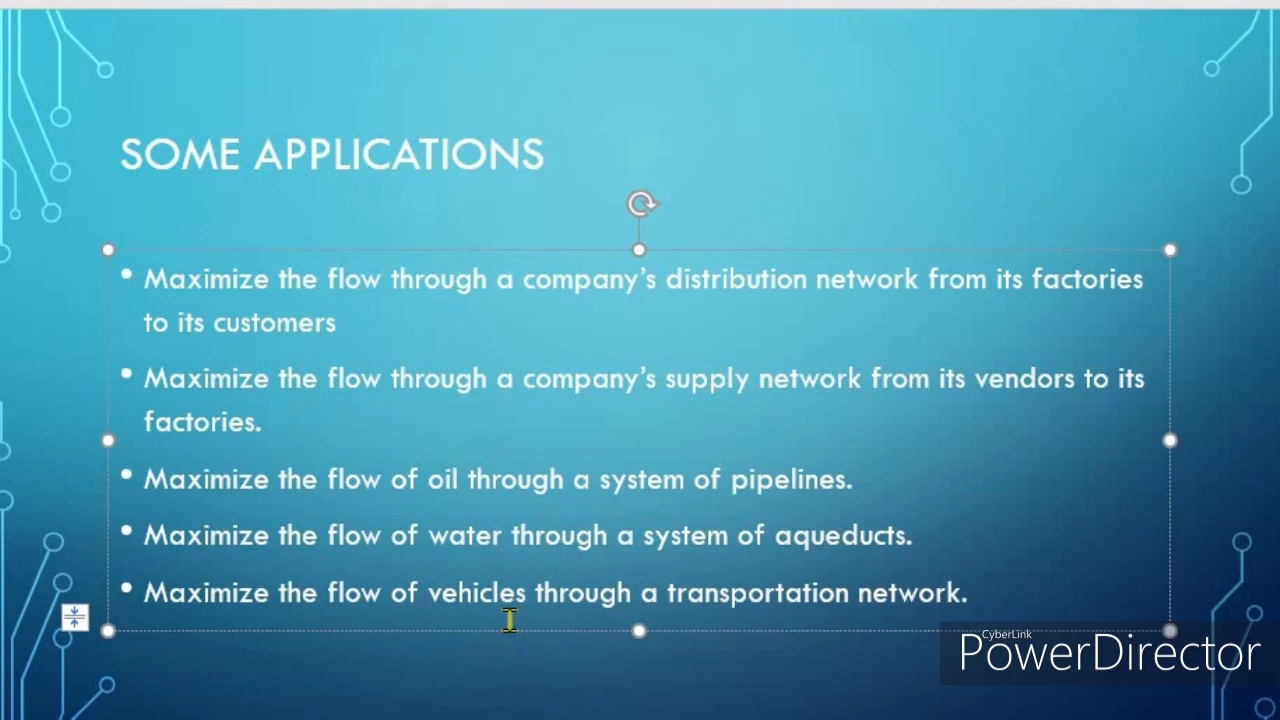 SOME APPLICATIONS
• Maximize the flow through a company's distribution network from its factories
to its customers
• Maximize the flow through a company's supply network from its vendors to its
factories.
• Maximize the flow of oil through a system of pipelines.
• Maximize the flow of water through a system of aqueducts.
• Maximize the flow of vehicles through a transportation network.
CyberLink
PowerDirector